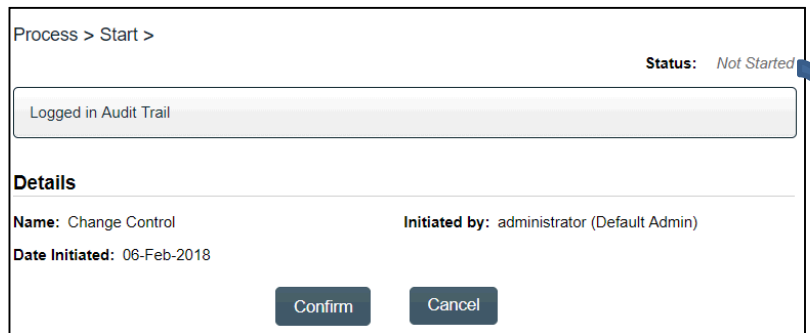 Process > Start >
Status: Not Started
Logged in Audit Trail
Details
Name: Change Control Initiated by: administrator (Default Admin)
Date Initiated: 06-Feb-2018
Confirm Cancel